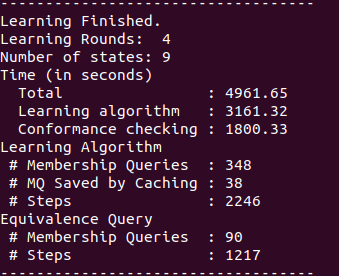 -----------------------------------
Learning Finished.
Learning Rounds:  4
Number of states: 9
Time (in seconds)
  Total                : 4961.65
  Learning algorithm   : 3161.32
  Conformance checking : 1800.33
Learning Algorithm
 # Membership Queries  : 348
 # MQ Saved by Caching : 38
 # Steps               : 2246
Equivalence Query
 # Membership Queries  : 90
 # Steps               : 1217
-----------------------------------